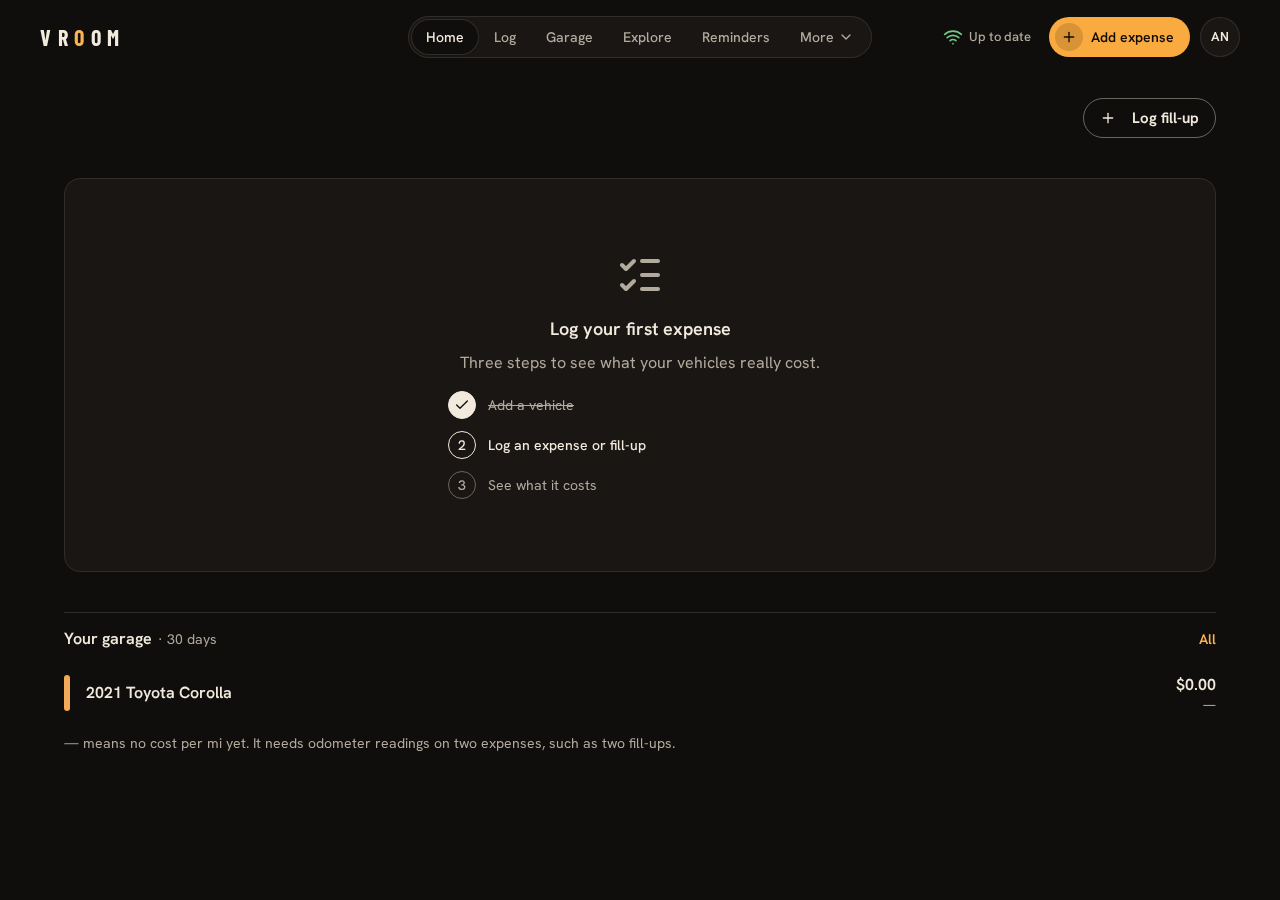 VROOM
Home Log Garage Explore Reminders More
Up to date
Add expense
AN
Log fill-up
Log your first expense
Three steps to see what your vehicles really cost.
Add a vehicle
2 Log an expense or fill-up
3 See what it costs
Your garage · 30 days
All
2021 Toyota Corolla
$0.00
—
— means no cost per mi yet. It needs odometer readings on two expenses, such as two fill-ups.